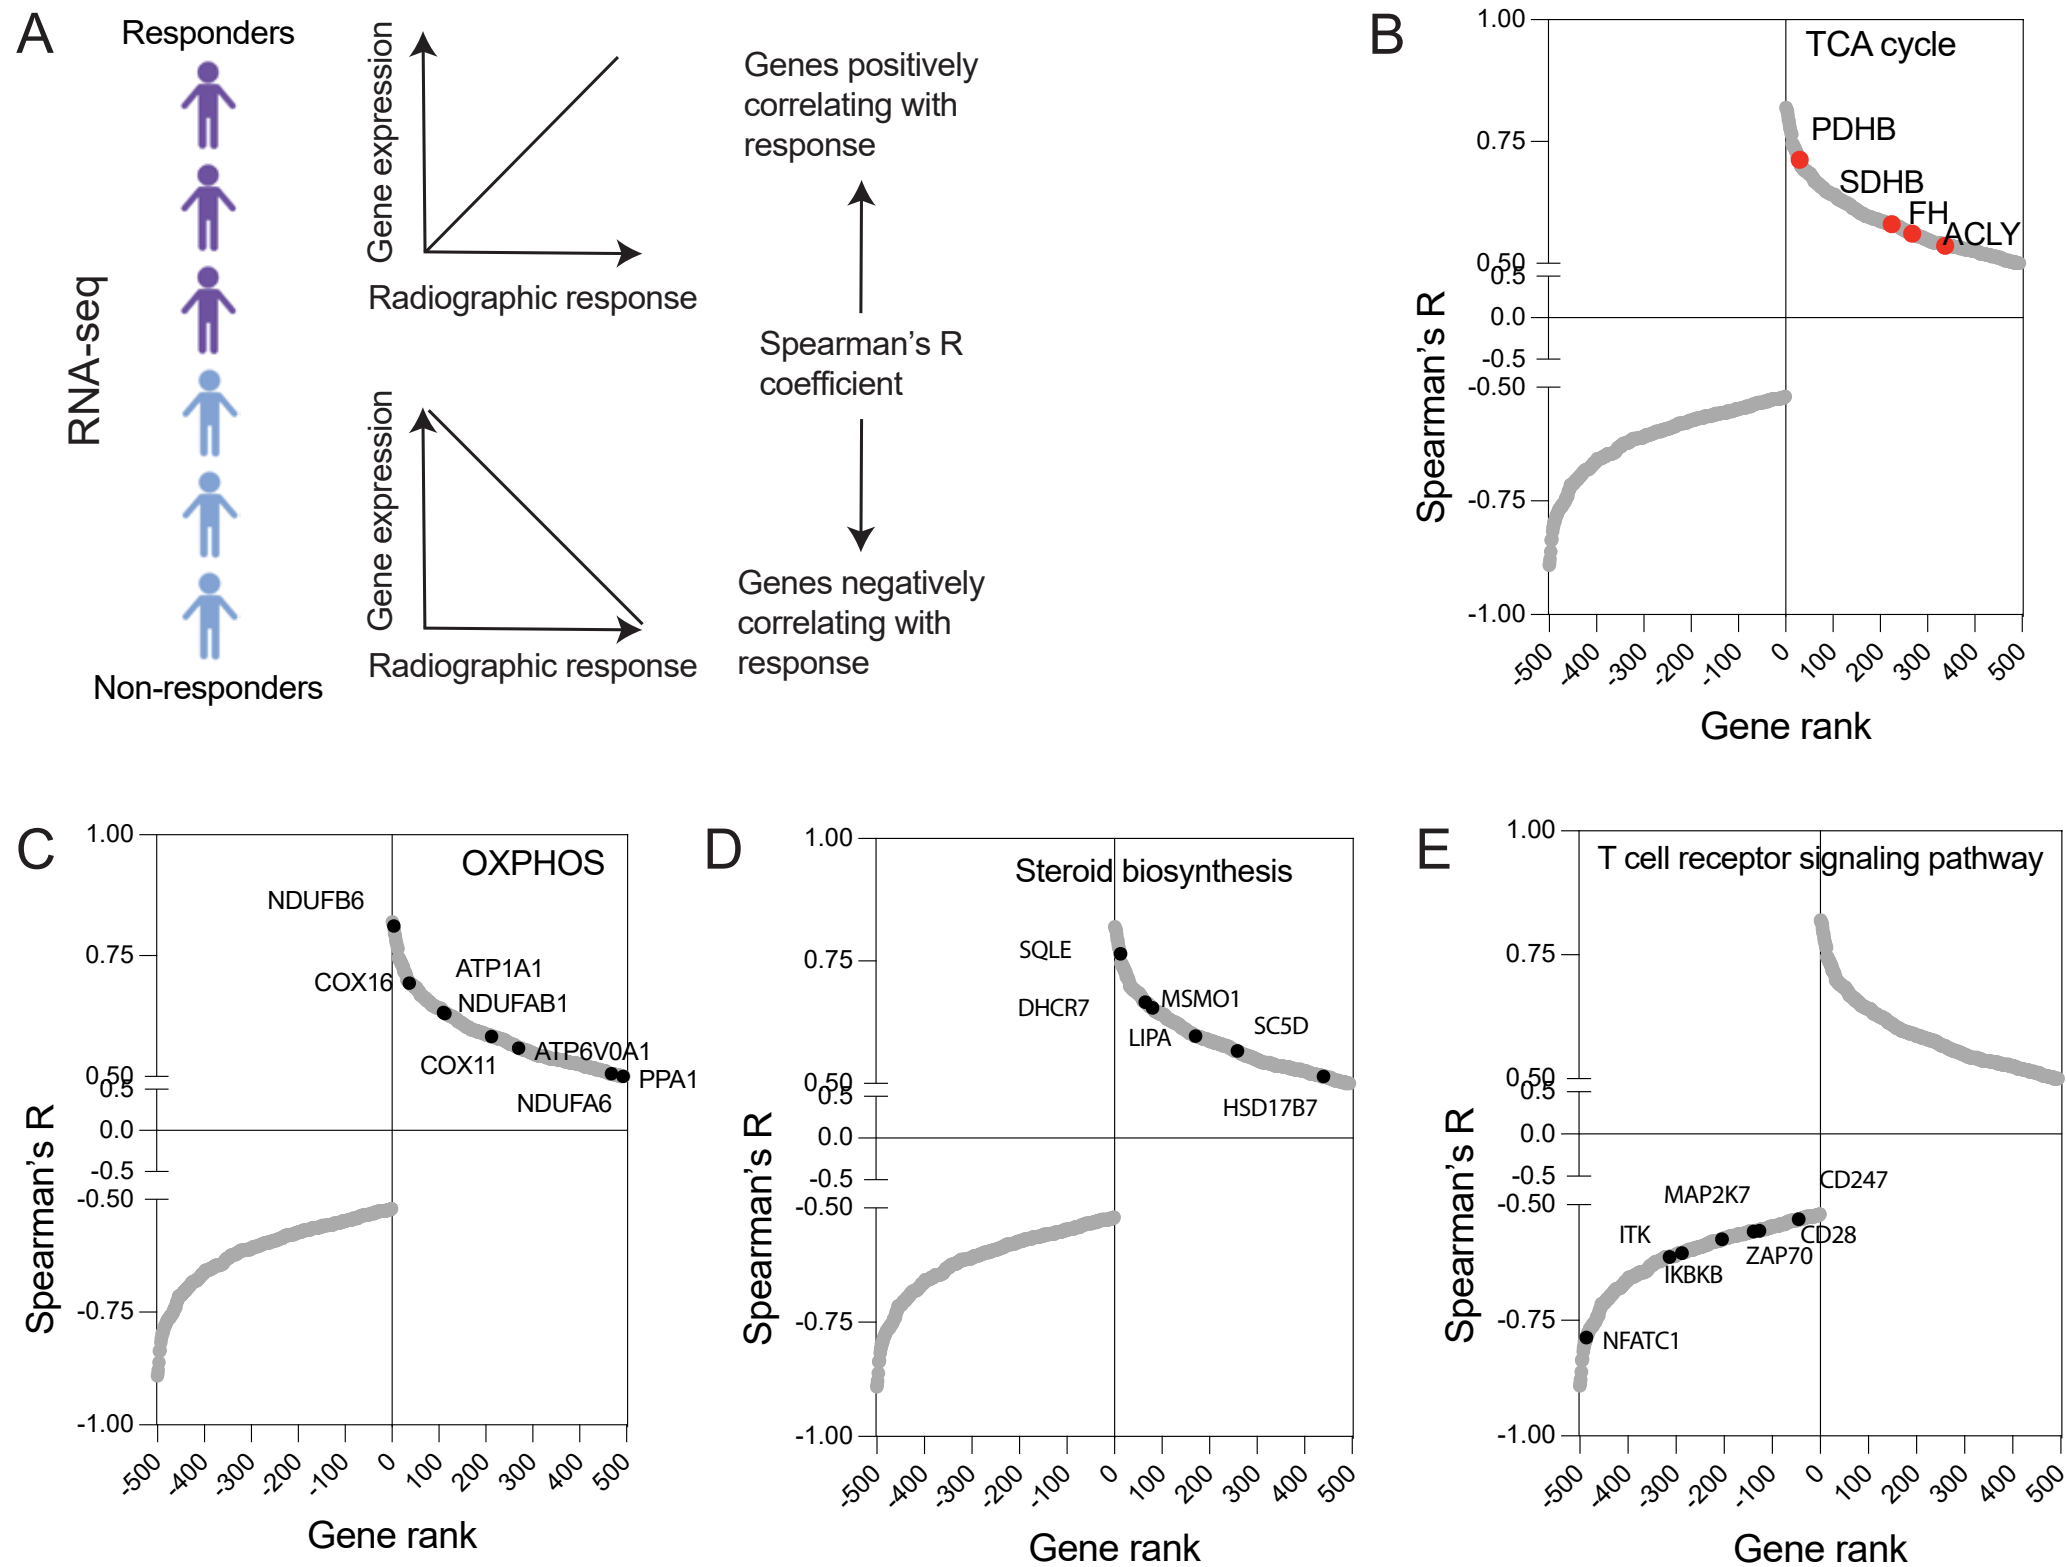 A
Responders
RNA-seq
Non-responders
Gene expression
Radiographic response
Gene expression
Radiographic response
Genes positively
correlating with
response
Spearman's R
coefficient
Genes negatively
correlating with
response
B
TCA cycle
Spearman's R
1.00
0.75
0.50
0.5
0.0
-0.5
-0.50
-0.75
-1.00
PDHB
SDHB
FH
ACLY
-500
-400
-300
-200
-100
0
100
200
300
400
500
Gene rank
C
OXPHOS
Spearman's R
1.00
0.75
0.50
0.5
0.0
-0.5
-0.50
-0.75
-1.00
NDUFB6
COX16
ATP1A1
NDUFAB1
COX11
ATP6V0A1
PPA1
NDUFA6
-500
-400
-300
-200
-100
0
100
200
300
400
500
Gene rank
D
Steroid biosynthesis
Spearman's R
1.00
0.75
0.50
0.5
0.0
-0.5
-0.50
-0.75
-1.00
SQLE
DHCR7
MSMO1
LIPA
SC5D
HSD17B7
-500
-400
-300
-200
-100
0
100
200
300
400
500
Gene rank
E
T cell receptor signaling pathway
Spearman's R
1.00
0.75
0.50
0.5
0.0
-0.5
-0.50
-0.75
-1.00
CD247
MAP2K7
ITK
CD28
ZAP70
IKBKB
NFATC1
-500
-400
-300
-200
-100
0
100
200
300
400
500
Gene rank